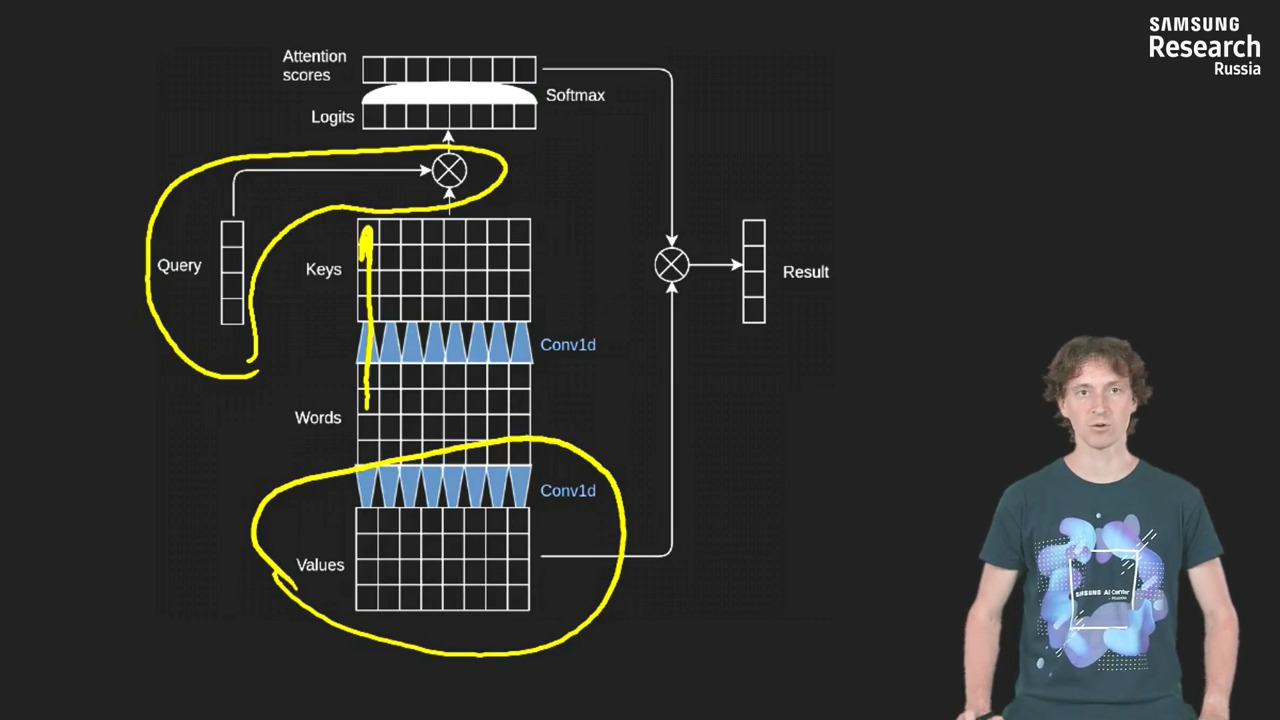 SAMSUNG
Research
Russia
Attention
scores
Softmax
Logits
Query
Keys
Conv1d
Words
Conv1d
Values
Result
SAMSUNG AI Center